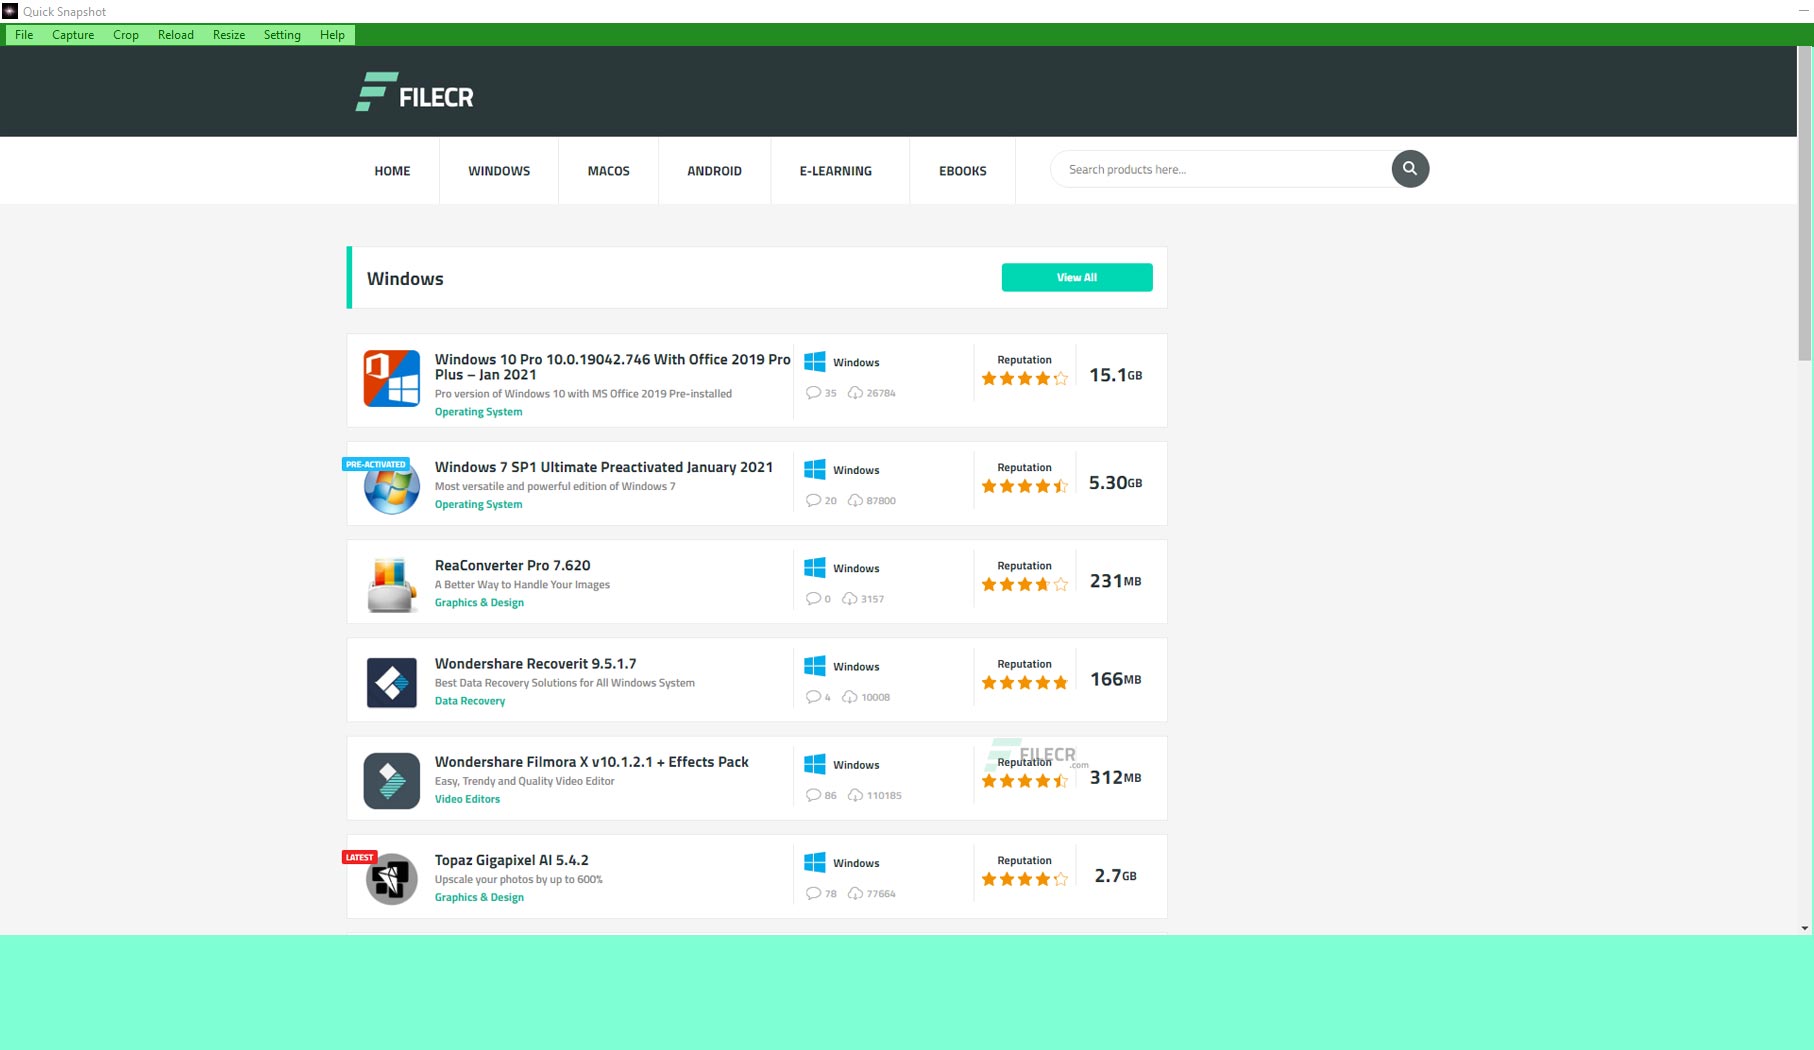 Quick Snapshot
File Capture Crop Reload Resize Setting Help
FILECR
HOME WINDOWS MACOS ANDROID E-LEARNING EBOOKS Search products here...
Windows View All
Windows 10 Pro 10.0.19042.746 With Office 2019 Pro
Plus – Jan 2021
Pro version of Windows 10 with MS Office 2019 Pre-installed
Operating System
Windows
35 26784
Reputation
15.1GB
PRE-ACTIVATED
Windows 7 SP1 Ultimate Preactivated January 2021
Most versatile and powerful edition of Windows 7
Operating System
Windows
20 87800
Reputation
5.30GB
ReaConverter Pro 7.620
A Better Way to Handle Your Images
Graphics & Design
Windows
0 3157
Reputation
231MB
Wondershare Recoverit 9.5.1.7
Best Data Recovery Solutions for All Windows System
Data Recovery
Windows
4 10008
Reputation
166MB
Wondershare Filmora X v10.1.2.1 + Effects Pack
Easy, Trendy and Quality Video Editor
Video Editors
Windows
86 110185
FILECR
.com
Reputation
312MB
LATEST
Topaz Gigapixel AI 5.4.2
Upscale your photos by up to 600%
Graphics & Design
Windows
78 77664
Reputation
2.7GB